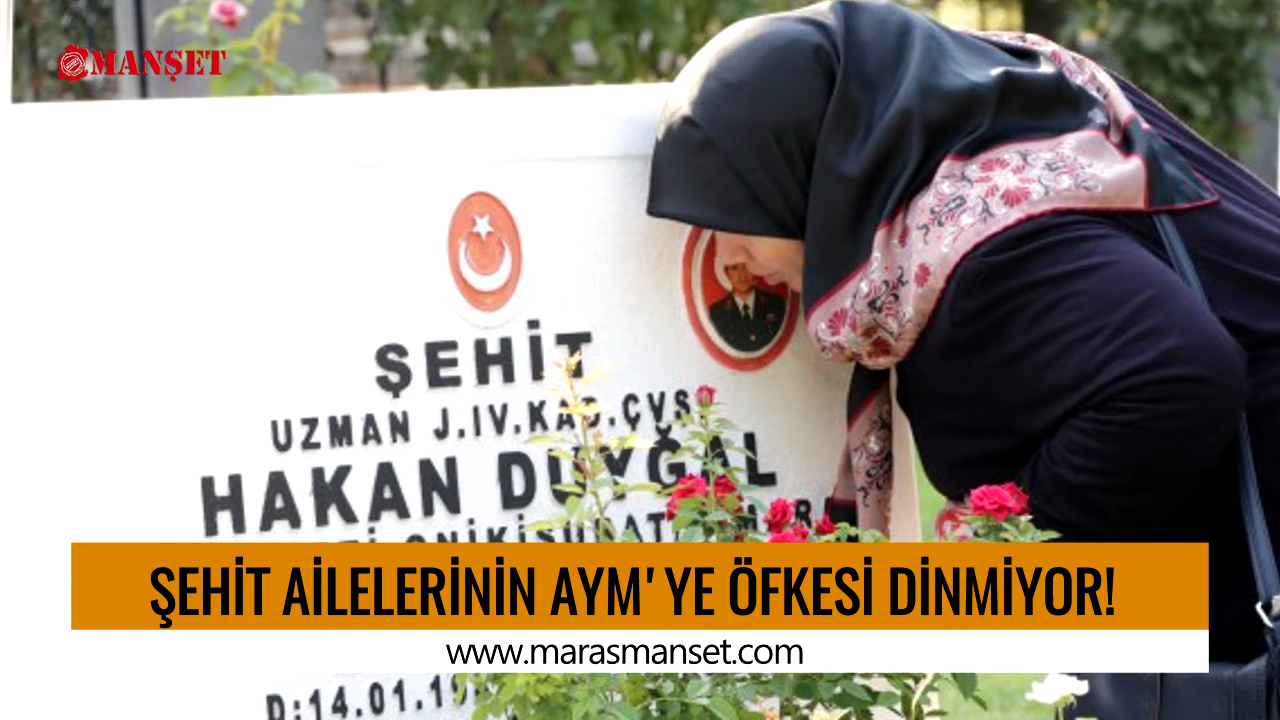 MANŞET
ŞEHİT
UZMAN J.IV.KAD.ÇVŞ
HAKAN DUYĞAL
ŞEHİT AİLELERİNİN AYM'YE ÖFKESİ DİNMİYOR!
www.marasmanset.com